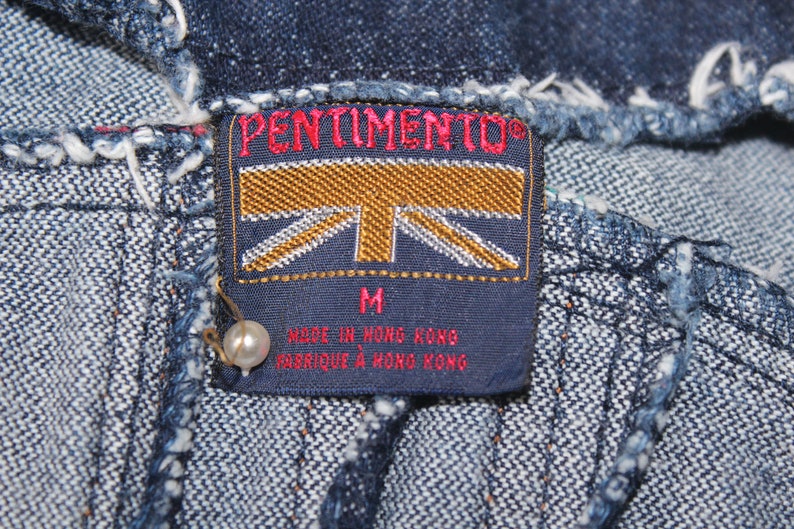 PENTIMENTO®
M
MADE IN HONG KONG
FABRIQUE À HONG KONG